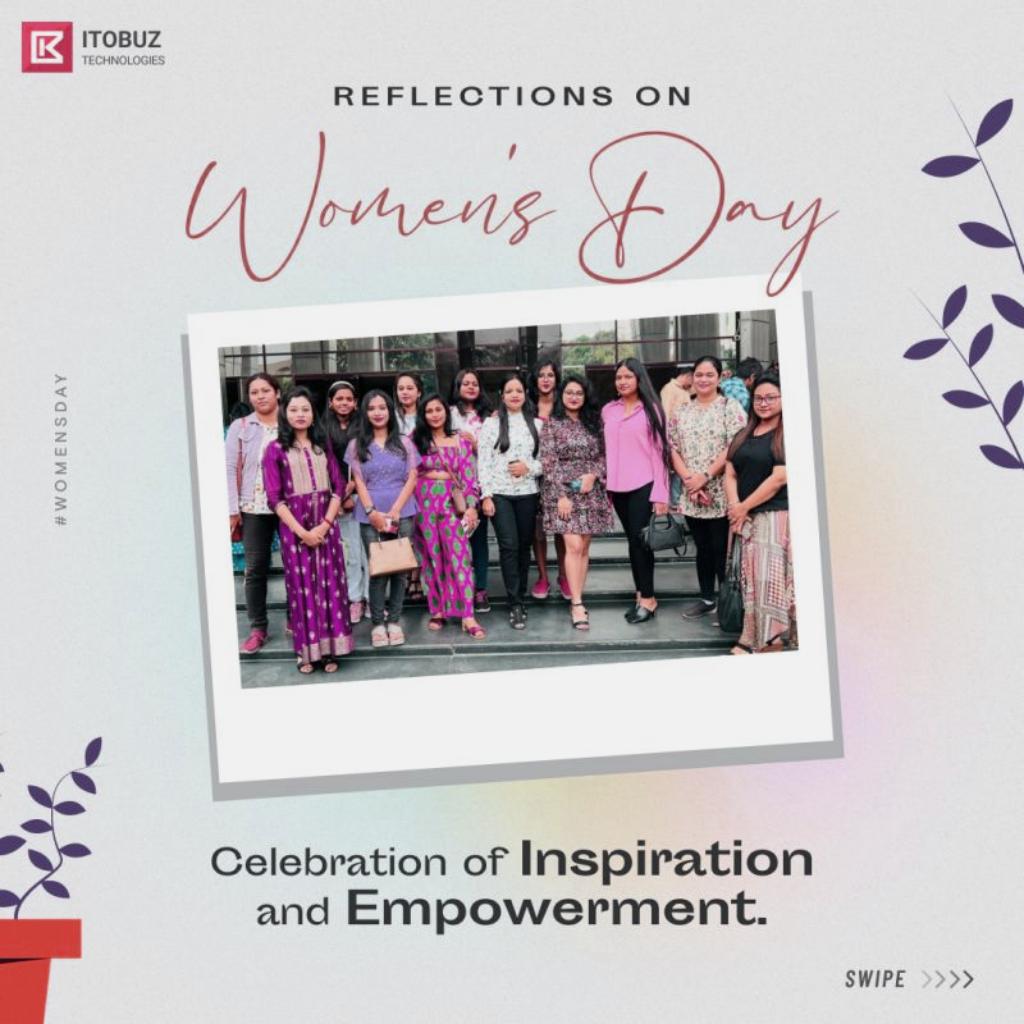 ITOBUZ
TECHNOLOGIES
REFLECTIONS ON
Women's Day
#WOMENSDAY
Celebration of Inspiration
and Empowerment.
SWIPE >>>>